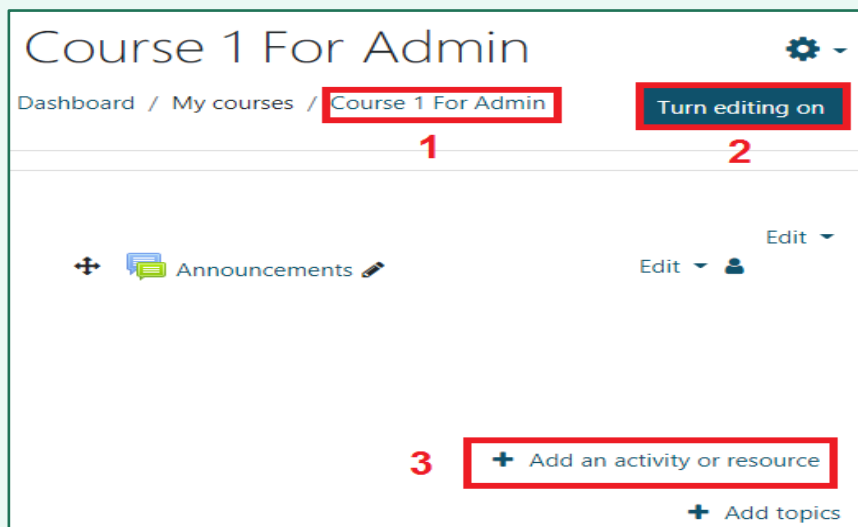 Course 1 For Admin
Dashboard / My courses / Course 1 For Admin
Turn editing on
1
2
Edit
Announcements
Edit
3
+ Add an activity or resource
+ Add topics